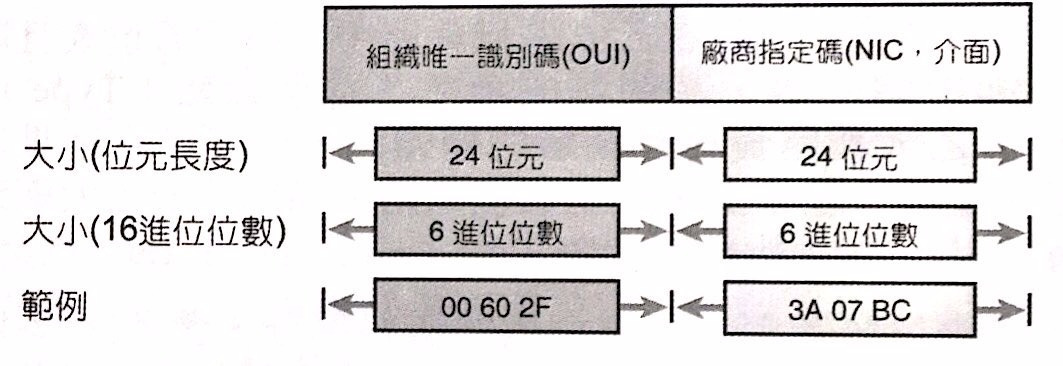 組織唯一識別碼(OUI) 廠商指定碼(NIC，介面)
大小(位元長度) 24 位元 24 位元
大小(16進位位數) 6 進位位數 6 進位位數
範例 00 60 2F 3A 07 BC